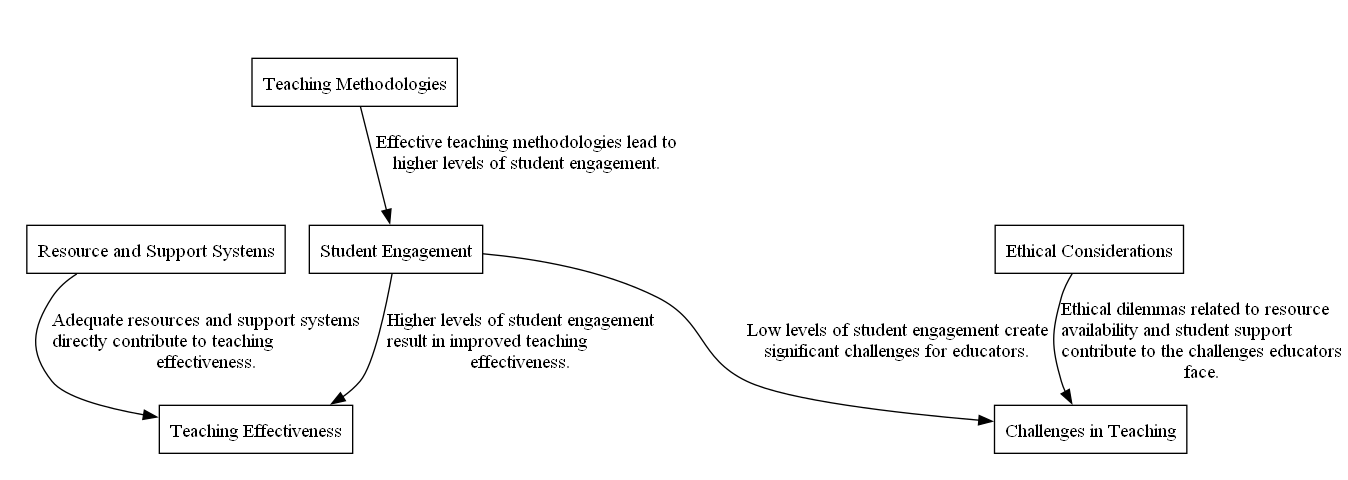 Teaching Methodologies
Effective teaching methodologies lead to
higher levels of student engagement.
Resource and Support Systems
Student Engagement
Ethical Considerations
Adequate resources and support systems
directly contribute to teaching
effectiveness.
Higher levels of student engagement
result in improved teaching
effectiveness.
Low levels of student engagement create
significant challenges for educators.
Ethical dilemmas related to resource
availability and student support
contribute to the challenges educators
face.
Teaching Effectiveness
Challenges in Teaching